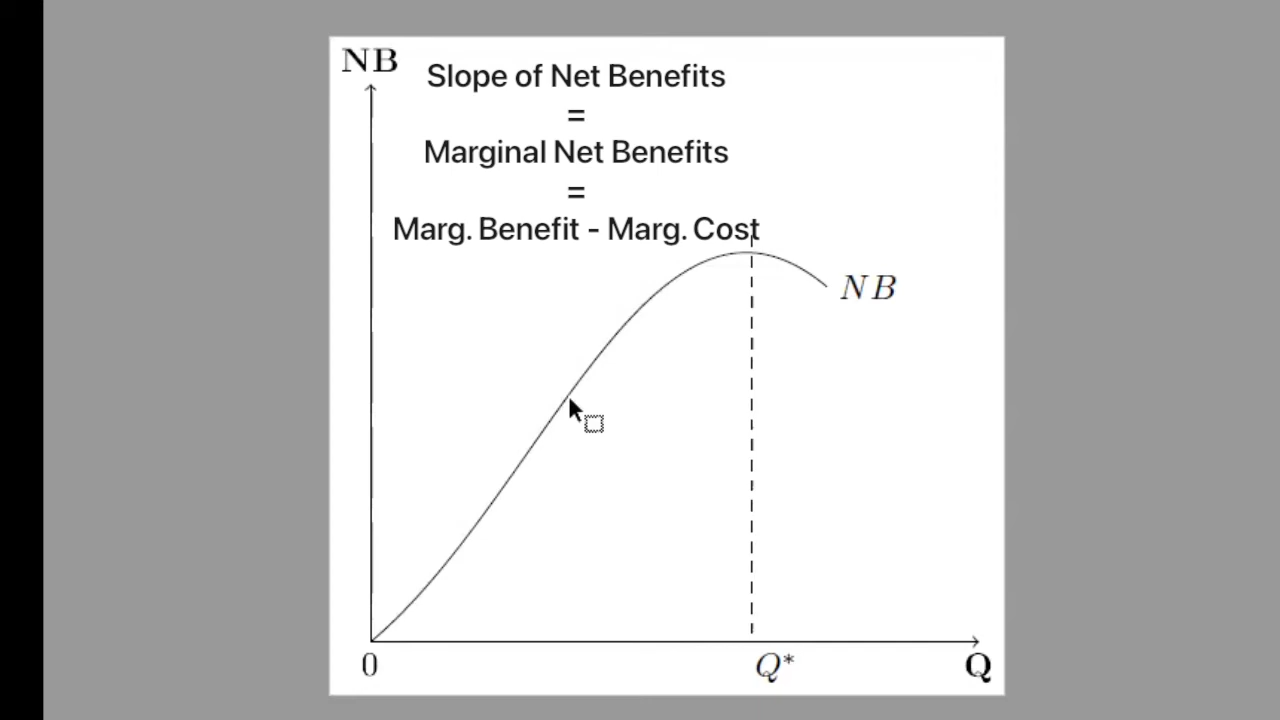 NB
Slope of Net Benefits
=
Marginal Net Benefits
=
Marg. Benefit - Marg. Cost
NB
0
Q*
Q